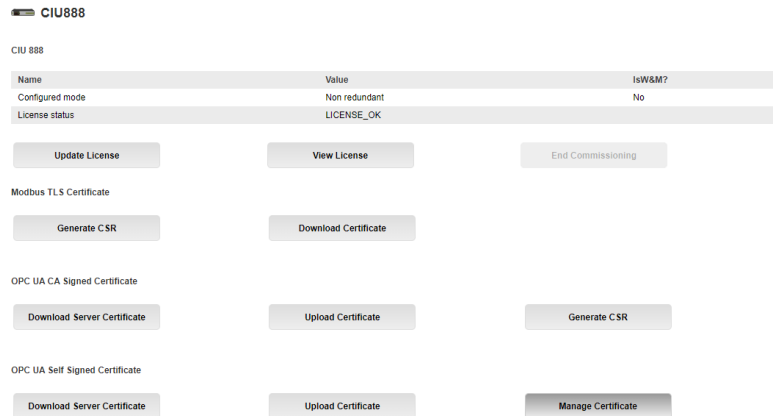 CIU888
CIU 888
Name Value IsW&M?
Configured mode Non redundant No
License status LICENSE_OK
Update License View License End Commissioning
Modbus TLS Certificate
Generate CSR Download Certificate
OPC UA CA Signed Certificate
Download Server Certificate Upload Certificate Generate CSR
OPC UA Self Signed Certificate
Download Server Certificate Upload Certificate Manage Certificate